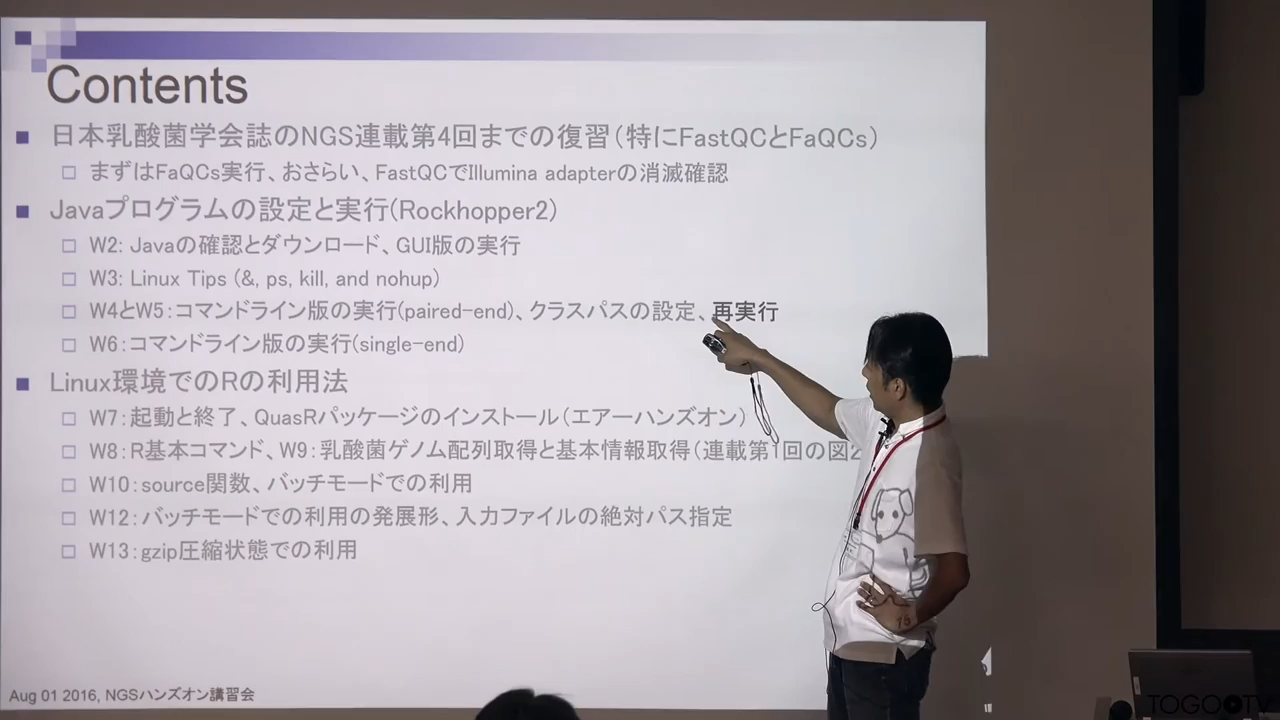 Contents
日本乳酸菌学会誌のNGS連載第4回までの復習(特にFastQCとFaQCs)
まずはFaQCs実行、おさらい、FastQCでIllumina adapterの消滅確認
Javaプログラムの設定と実行(Rockhopper2)
W2: Javaの確認とダウンロード、GUI版の実行
W3: Linux Tips (&, ps, kill, and nohup)
W4とW5:コマンドライン版の実行(paired-end)、クラスパスの設定、再実行
W6:コマンドライン版の実行(single-end)
Linux環境でのRの利用法
W7:起動と終了、QuasRパッケージのインストール(エアーハンズオン)
W8:R基本コマンド、W9:乳酸菌ゲノム配列取得と基本情報取得(連載第1回の図2
W10:source関数、バッチモードでの利用
W12:バッチモードでの利用の発展形、入力ファイルの絶対パス指定
W13:gzip圧縮状態での利用
Aug 01 2016, NGSハンズオン講習会
TOGOTV